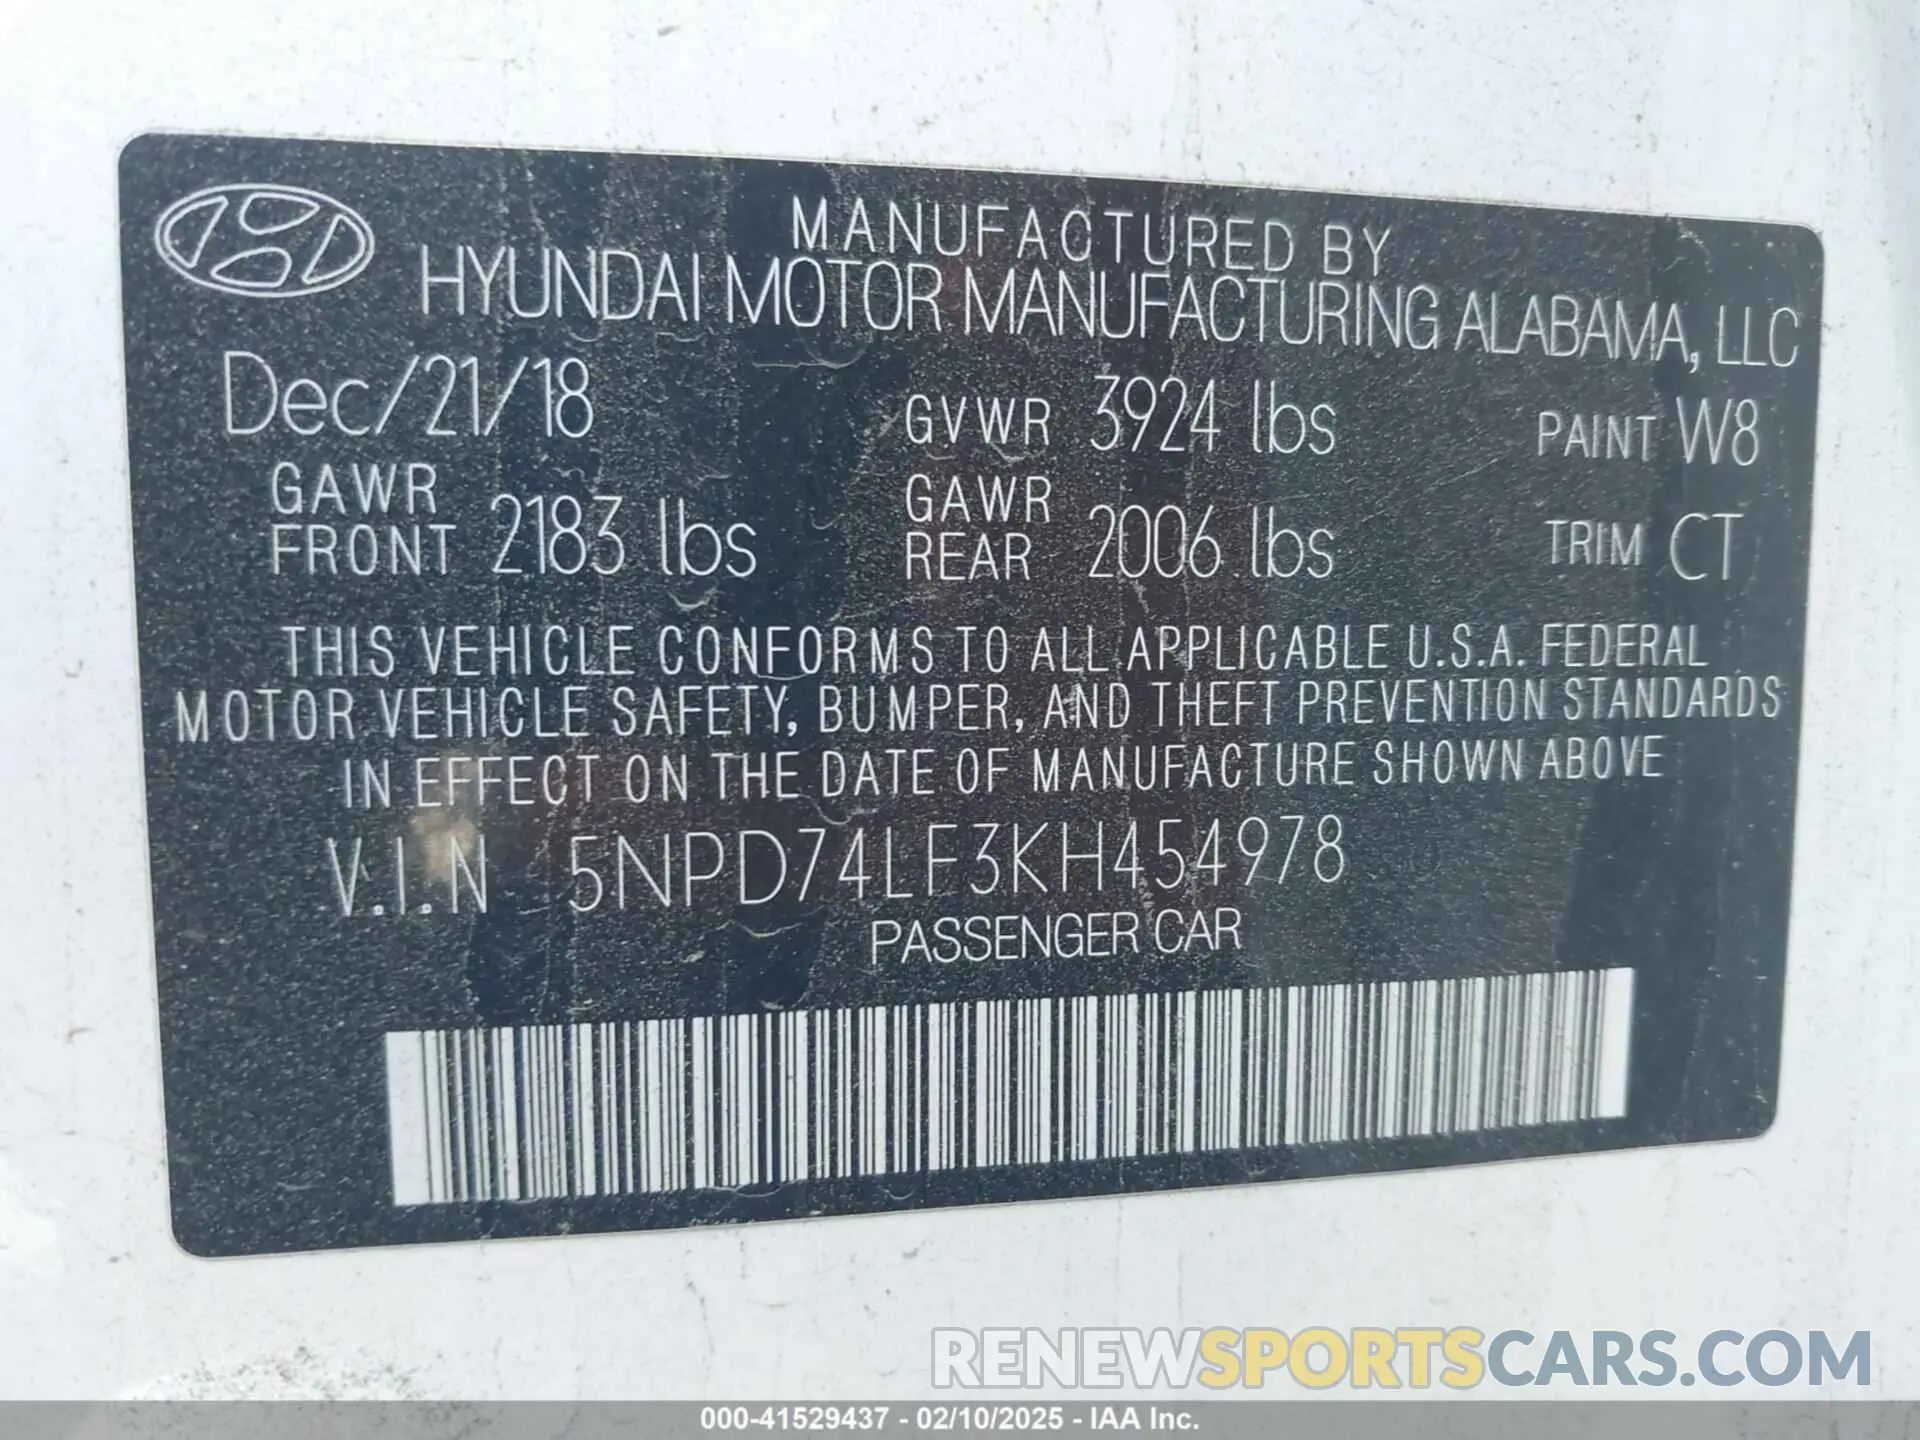 MANUFACTURED BY
HYUNDAI MOTOR MANUFACTURING ALABAMA, LLC
Dec/21/18 GVWR 3924 lbs PAINT W8
GAWR FRONT 2183 lbs GAWR REAR 2006 lbs TRIM CT
THIS VEHICLE CONFORMS TO ALL APPLICABLE U.S.A. FEDERAL
MOTOR VEHICLE SAFETY, BUMPER, AND THEFT PREVENTION STANDARDS
IN EFFECT ON THE DATE OF MANUFACTURE SHOWN ABOVE
V.I.N 5NPD74LF3KH454978
PASSENGER CAR
RENEWSPORTSCARS.COM
000-41529437 - 02/10/2025 - IAA Inc.